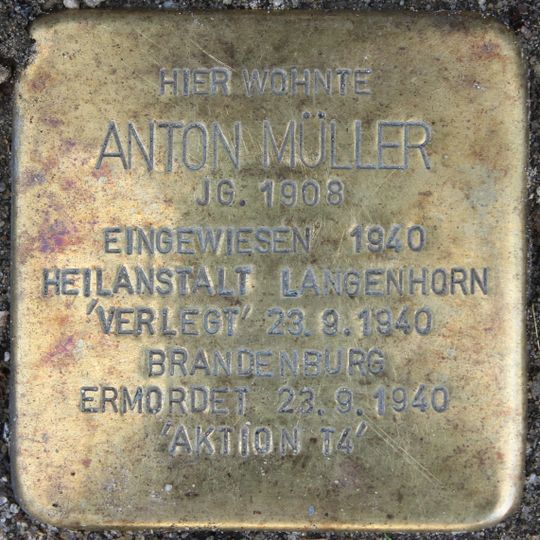 HIER WOHNTE
ANTON MÜLLER
JG. 1908
EINGEWIESEN 1940
HEILANSTALT LANGENHORN
'VERLEGT' 23.9.1940
BRANDENBURG
ERMORDET 23.9.1940
'AKTION T4'